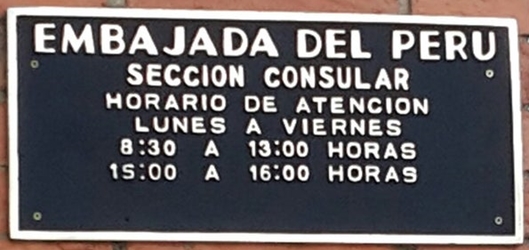 EMBAJADA DEL PERU
SECCION CONSULAR
HORARIO DE ATENCION
LUNES A VIERNES
8:30 A 13:00 HORAS
15:00 A 16:00 HORAS